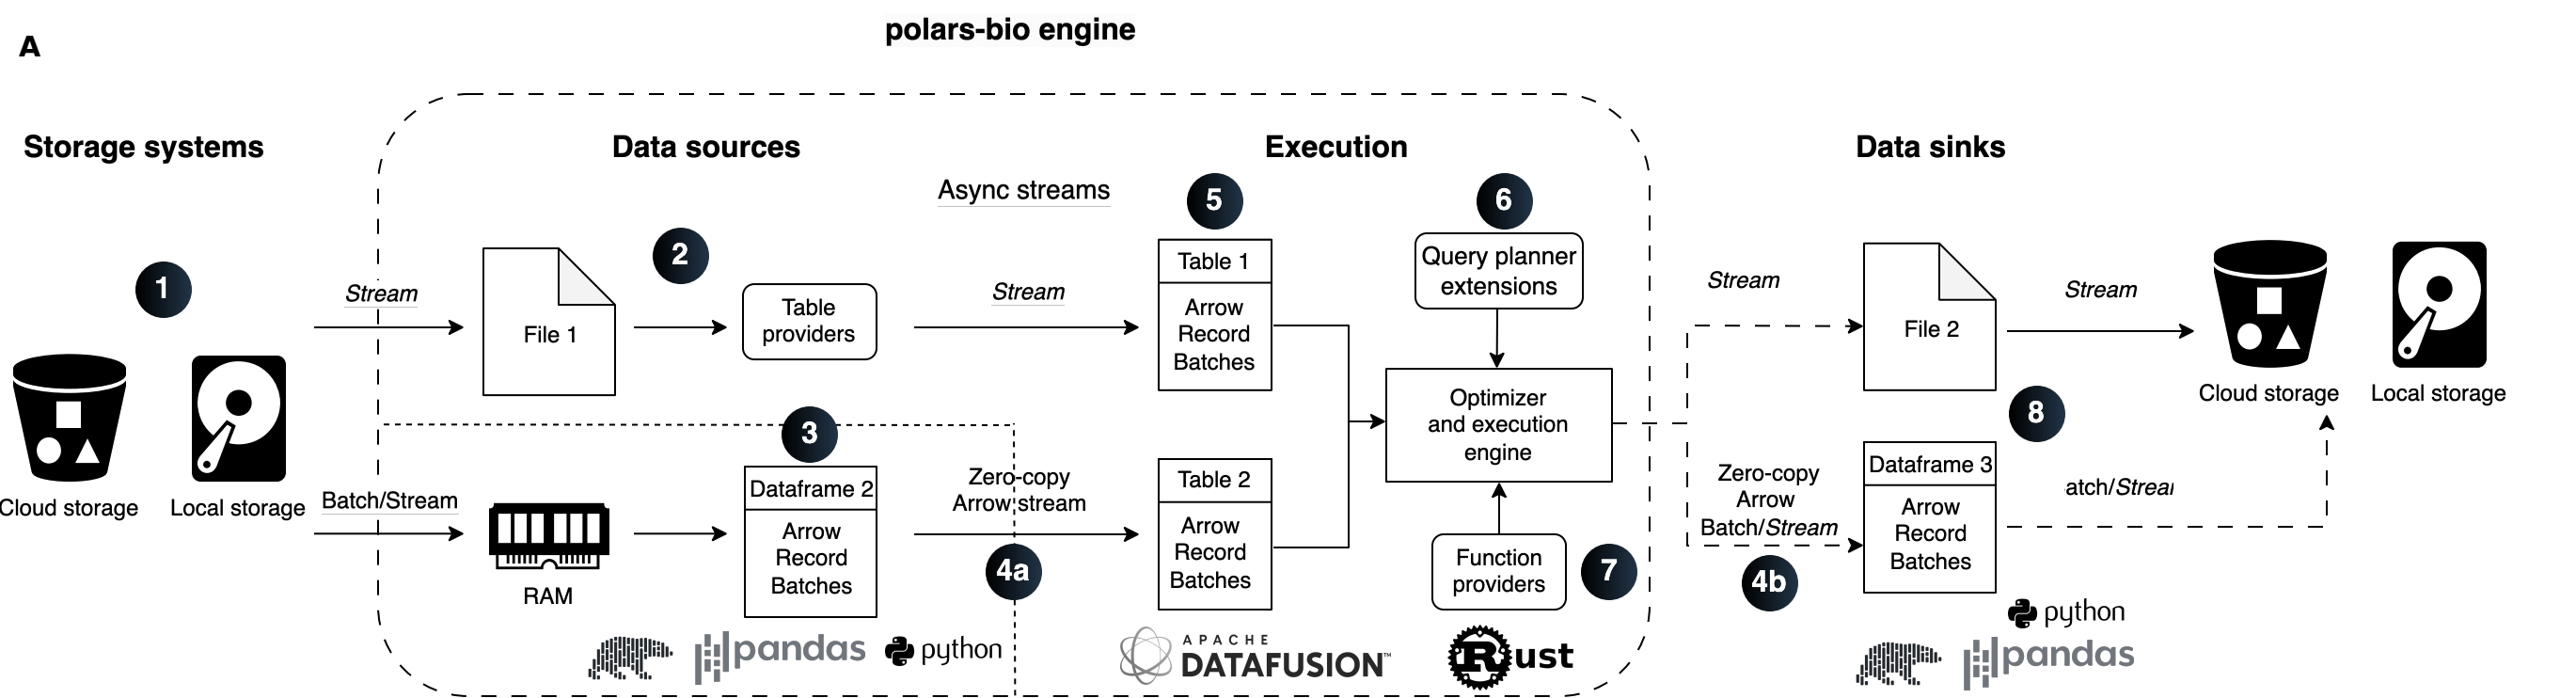 A
polars-bio engine
Storage systems
Data sources
Execution
Data sinks
Async streams
1
2
5
6
Stream
File 1
Table
providers
Stream
Table 1
Arrow
Record
Batches
Query planner
extensions
Optimizer
and execution
engine
Stream
File 2
Stream
Cloud storage
Local storage
8
Cloud storage
Local storage
Batch/Stream
RAM
3
Dataframe 2
Arrow
Record
Batches
Zero-copy
Arrow stream
4a
Table 2
Arrow
Record
Batches
Function
providers
7
Zero-copy
Arrow
Batch/Stream
4b
Dataframe 3
Arrow
Record
Batches
atch/Strea
pandas
python
APACHE
DATAFUSION™
Rust
python
pandas